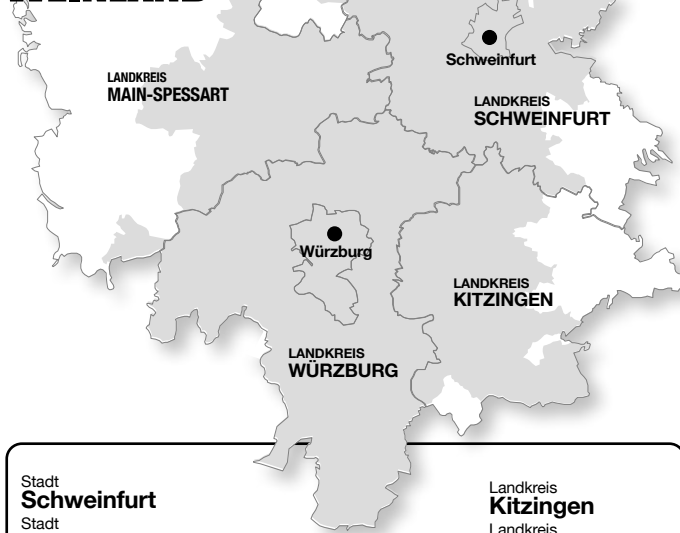 LANDKREIS
MAIN-SPESSART
Schweinfurt
LANDKREIS
SCHWEINFURT
Würzburg
LANDKREIS
KITZINGEN
LANDKREIS
WÜRZBURG
Stadt
Schweinfurt
Stadt
Landkreis
Kitzingen
Landkreis